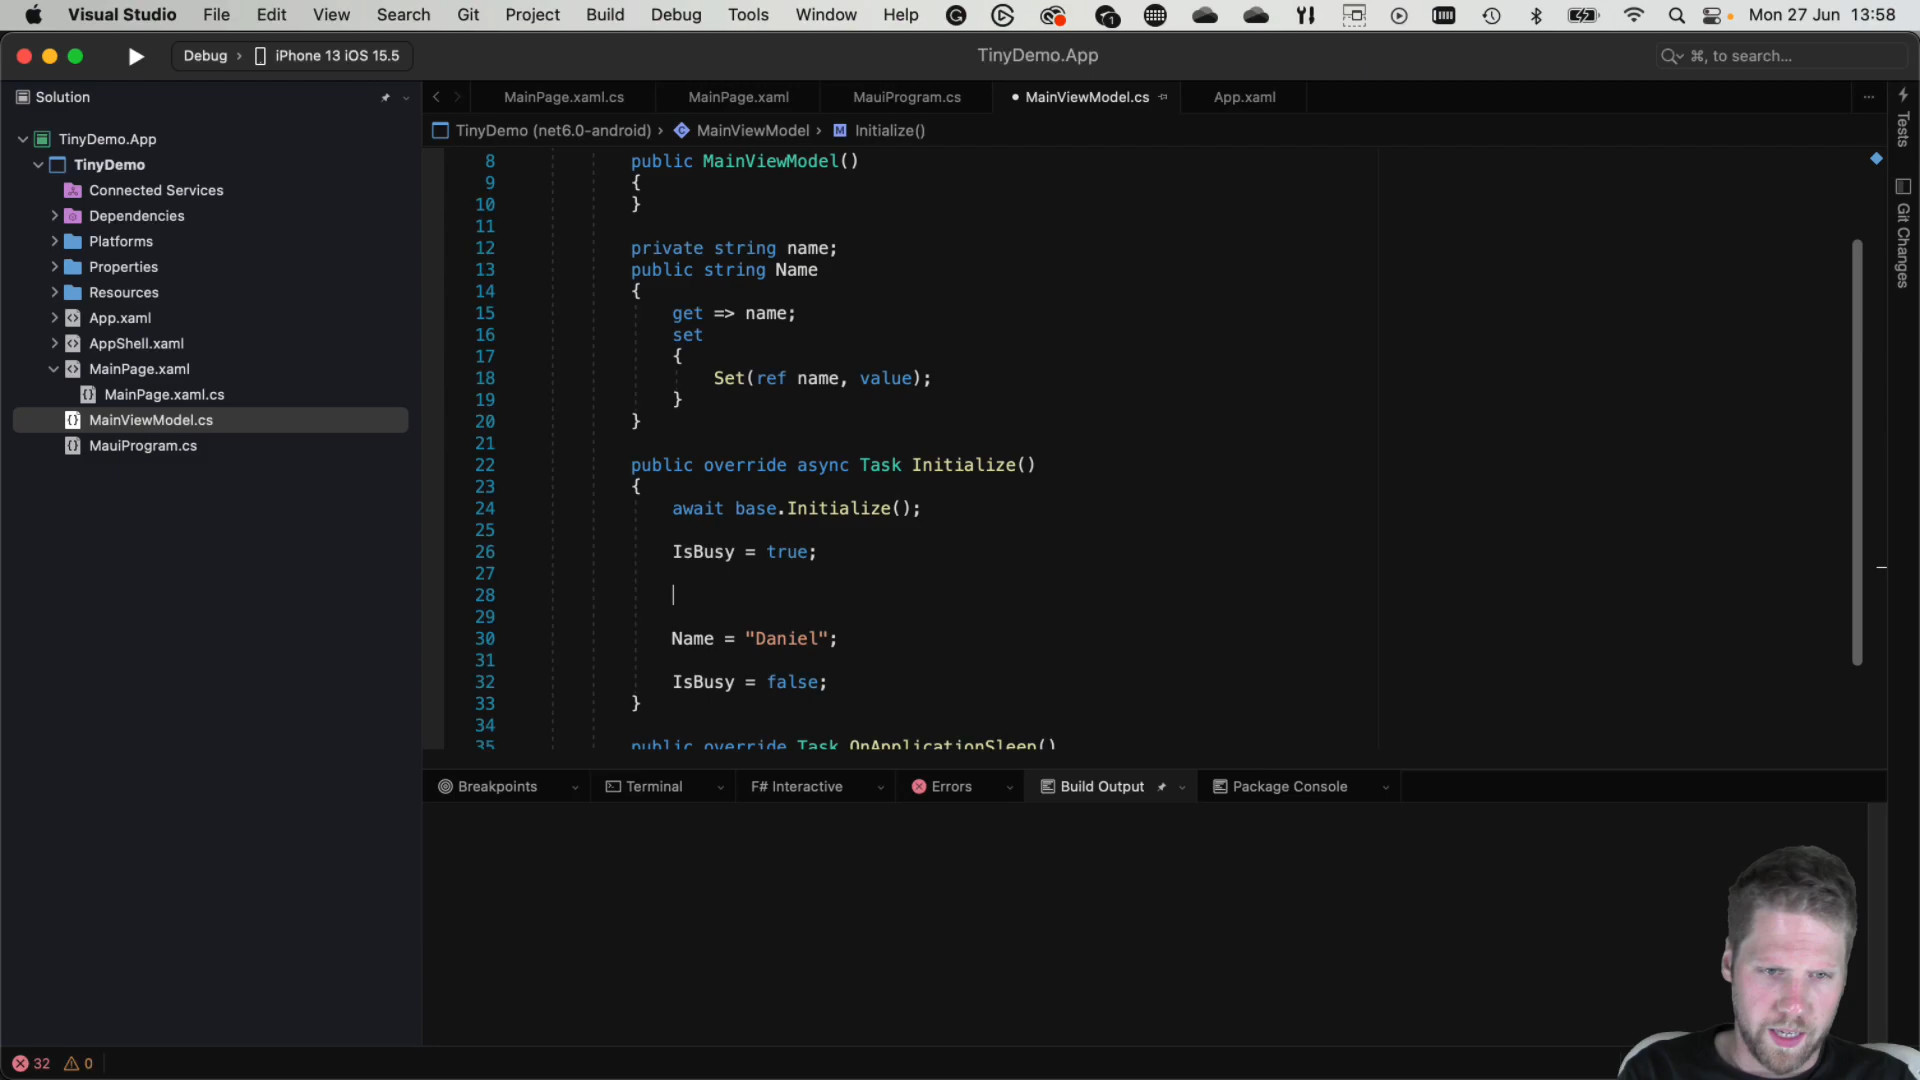 Visual Studio File Edit View Search Git Project Build Debug Tools Window Help Mon 27 Jun 13:58
Debug › iPhone 13 iOS 15.5
TinyDemo.App
⌘, to search...
Solution
TinyDemo.App
TinyDemo
Connected Services
Dependencies
Platforms
Properties
Resources
App.xaml
AppShell.xaml
MainPage.xaml
MainPage.xaml.cs
MainViewModel.cs
MauiProgram.cs
MainPage.xaml.cs MainPage.xaml MauiProgram.cs MainViewModel.cs App.xaml
TinyDemo (net6.0-android) › MainViewModel › Initialize()
8 public MainViewModel()
9 {
10 }
11
12 private string name;
13 public string Name
14 {
15 get => name;
16 set
17 {
18 Set(ref name, value);
19 }
20 }
21
22 public override async Task Initialize()
23 {
24 await base.Initialize();
25
26 IsBusy = true;
27
28
29
30 Name = "Daniel";
31
32 IsBusy = false;
33 }
34
35 public override Task OnApplicationSleep()
Tests
Git Changes
Breakpoints Terminal F# Interactive Errors Build Output Package Console
32 0